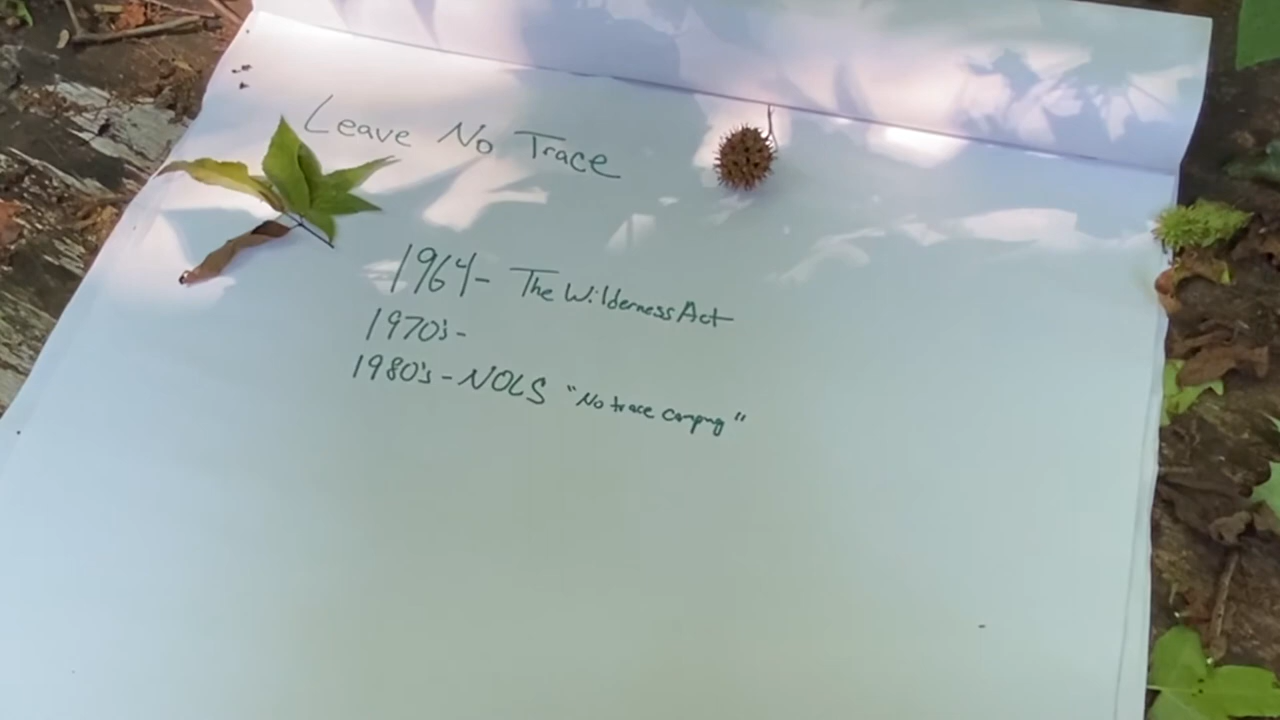 Leave No Trace
1964- The Wilderness Act
1970's-
1980's-NOLS "No trace camping"